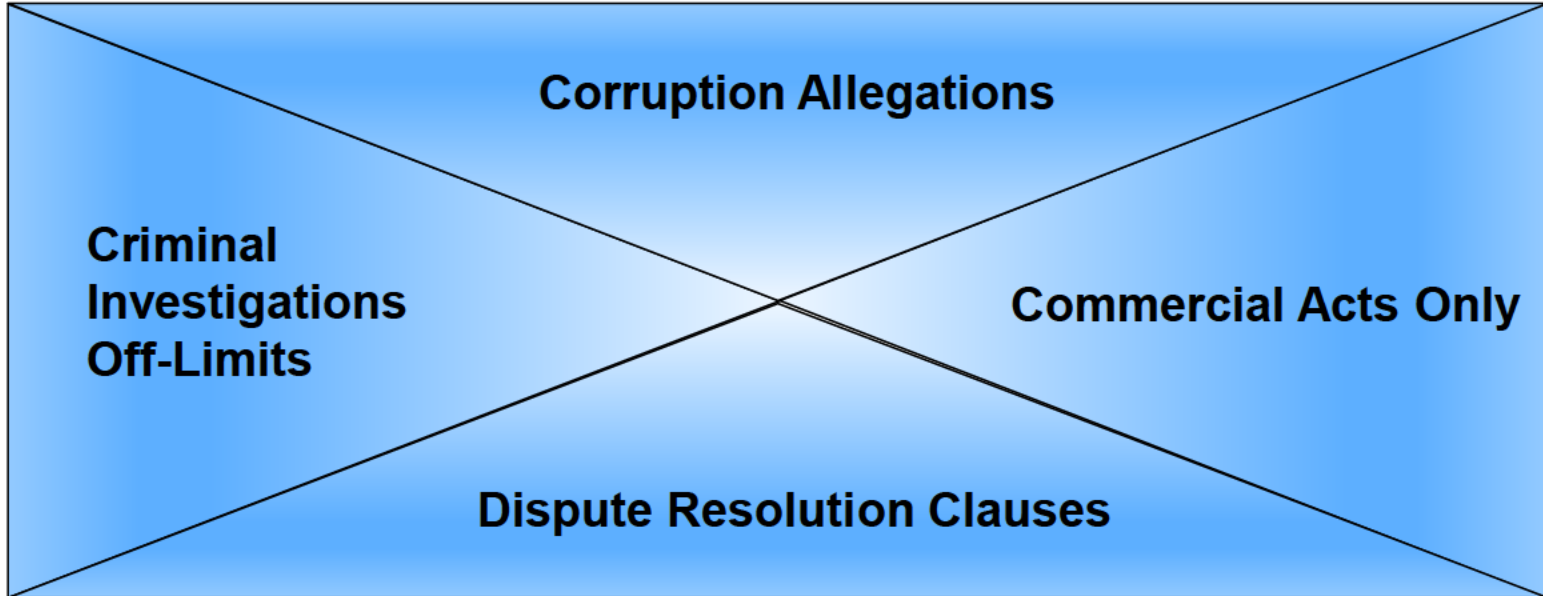 Corruption Allegations
Criminal
Investigations
Off-Limits
Commercial Acts Only
Dispute Resolution Clauses